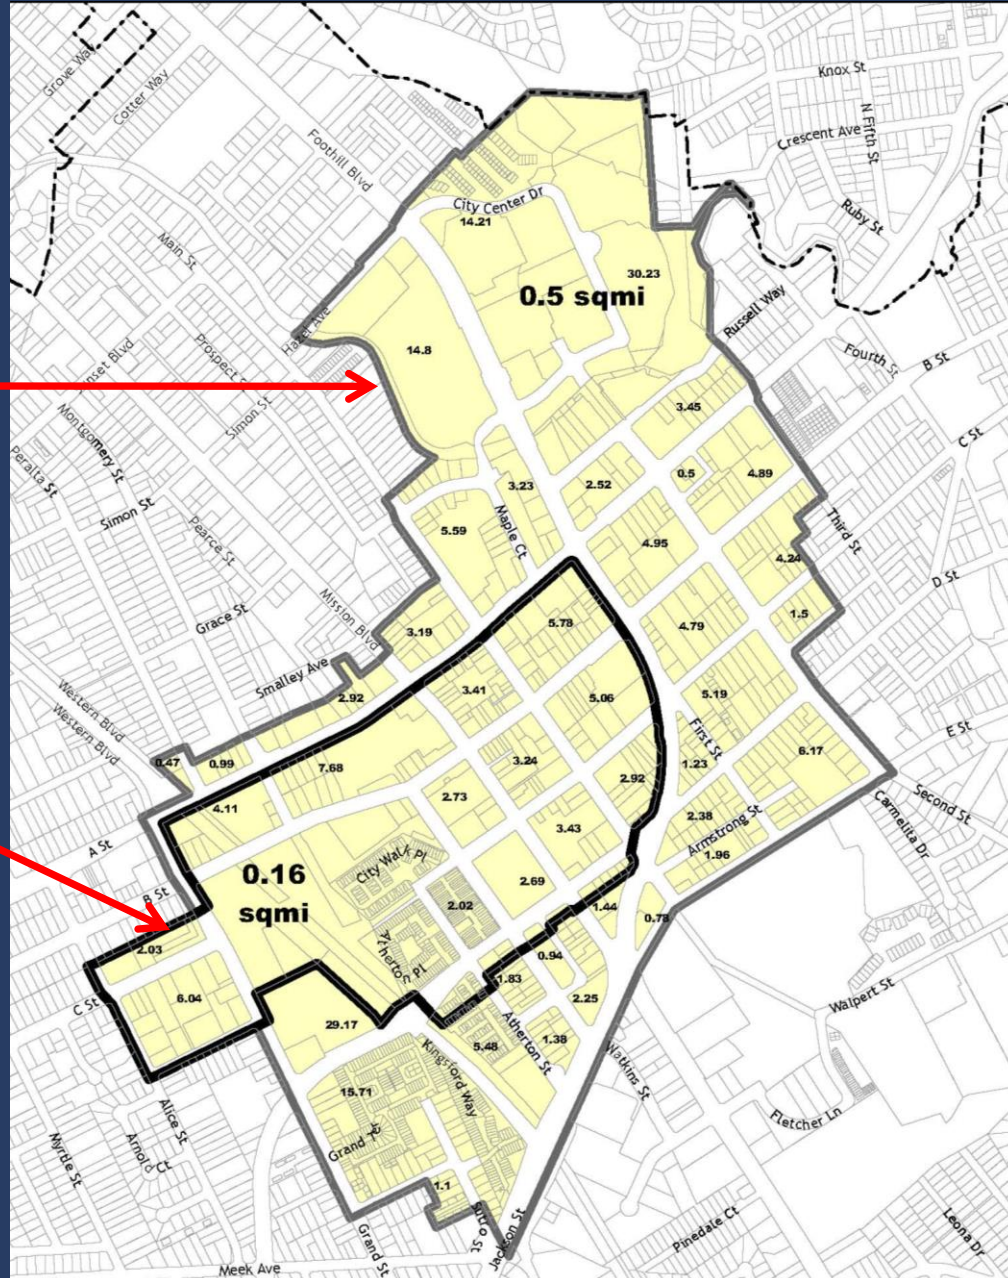 Grove Way
Cotter Way
Foothill Blvd
Knox St
N Fifth St
Crescent Ave
Ruby St
City Center Dr
14.21
Main St
30.23
0.5 sqmi
Russell Way
Hazel Ave
14.8
Fourth St
B St
Prospect
Simon St
Montgomery St
Peralta St
3.45
C St
Simon St
Pearce St
3.23
2.52
0.5
4.89
Maple Ct
5.59
4.95
Third St
4.24
D St
Grace St
Mission Blvd
3.19
5.78
4.79
1.5
Smalley Ave
2.92
3.41
5.06
5.19
First St
Western Blvd
Western Blvd
0.47
0.99
7.68
3.24
2.92
1.23
6.17
E St
4.11
2.73
3.43
2.38
Armstrong St
Second St
Carmelita Dr
A St
City Walk Pl
1.96
B St
0.16
sqmi
2.69
2.02
1.44
0.78
2.03
Atherton Pl
0.94
C St
6.04
1.83
2.25
Walpert St
29.17
Atherton St
1.38
5.48
Kingsford Way
Watkins St
15.71
Alice St
Grand Ter
Fletcher Ln
Myrtle St
Arnold Ct
1.1
Sutro St
Jackson St
Grand St
Pinedale Ct
Leona Dr
Meek Ave